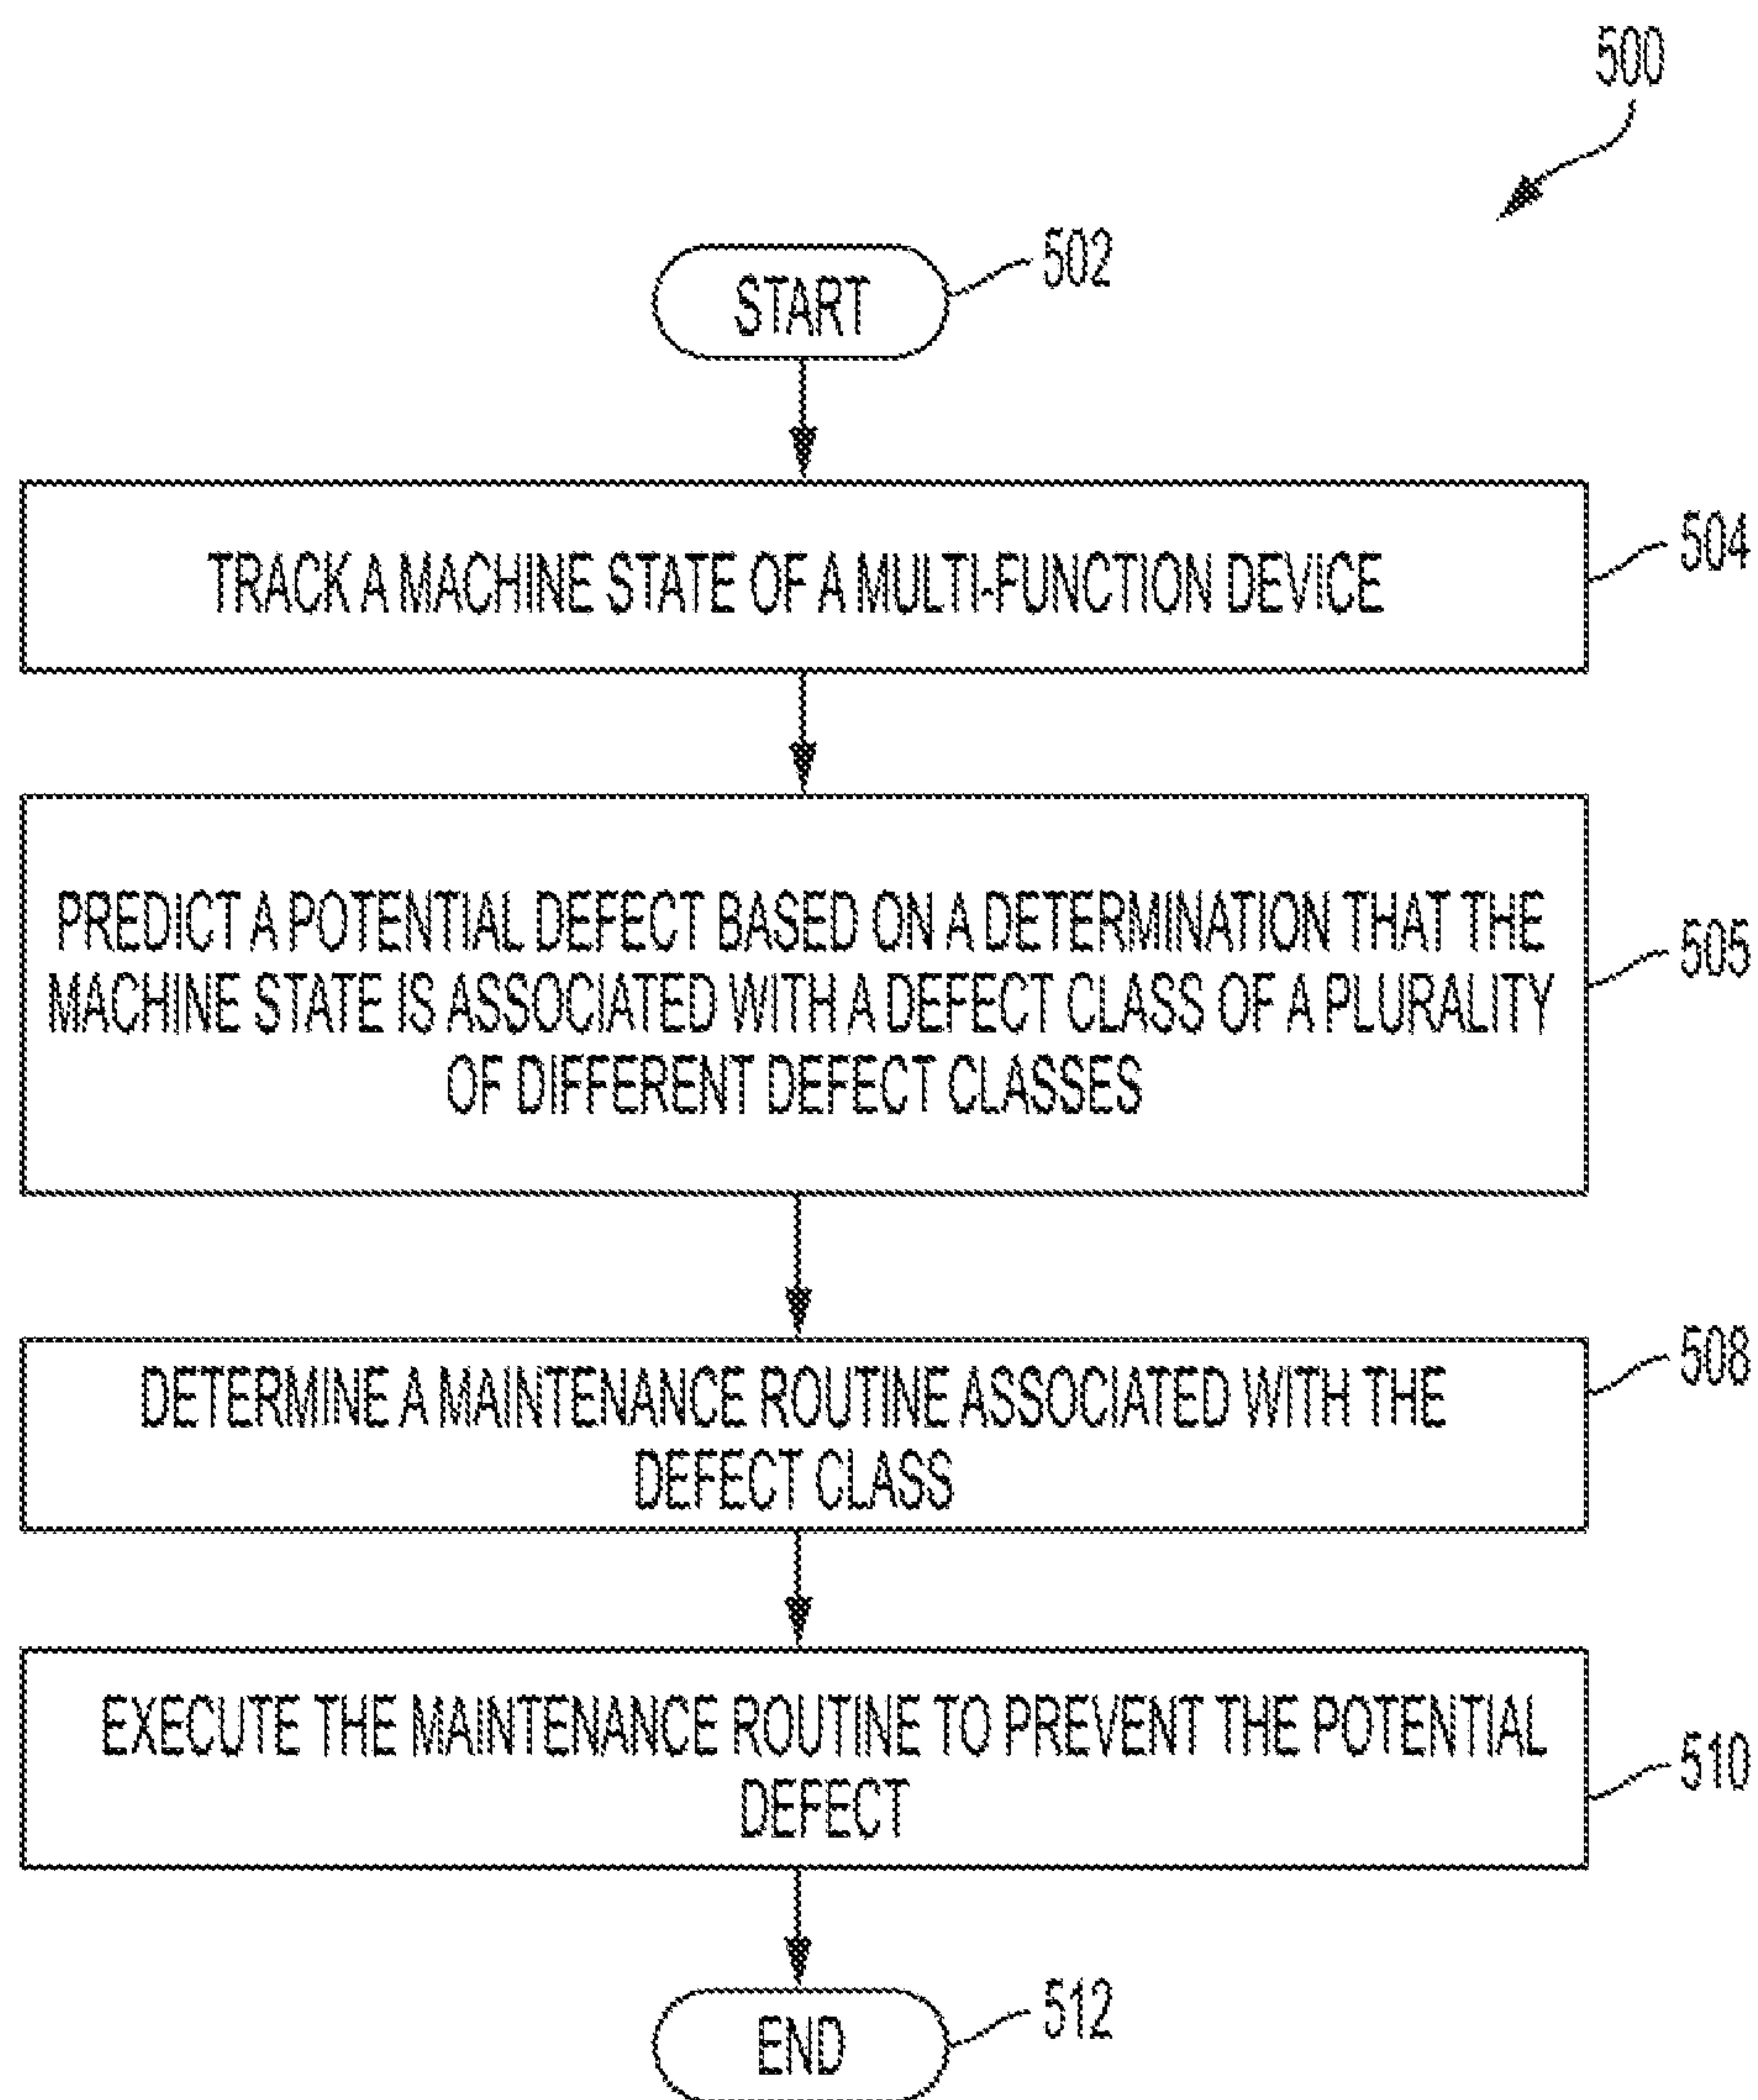 500
START
502
TRACK A MACHINE STATE OF A MULTI-FUNCTION DEVICE
504
PREDICT A POTENTIAL DEFECT BASED ON A DETERMINATION THAT THE
MACHINE STATE IS ASSOCIATED WITH A DEFECT CLASS OF A PLURALITY
OF DIFFERENT DEFECT CLASSES
505
DETERMINE A MAINTENANCE ROUTINE ASSOCIATED WITH THE
DEFECT CLASS
508
EXECUTE THE MAINTENANCE ROUTINE TO PREVENT THE POTENTIAL
DEFECT
510
END
512